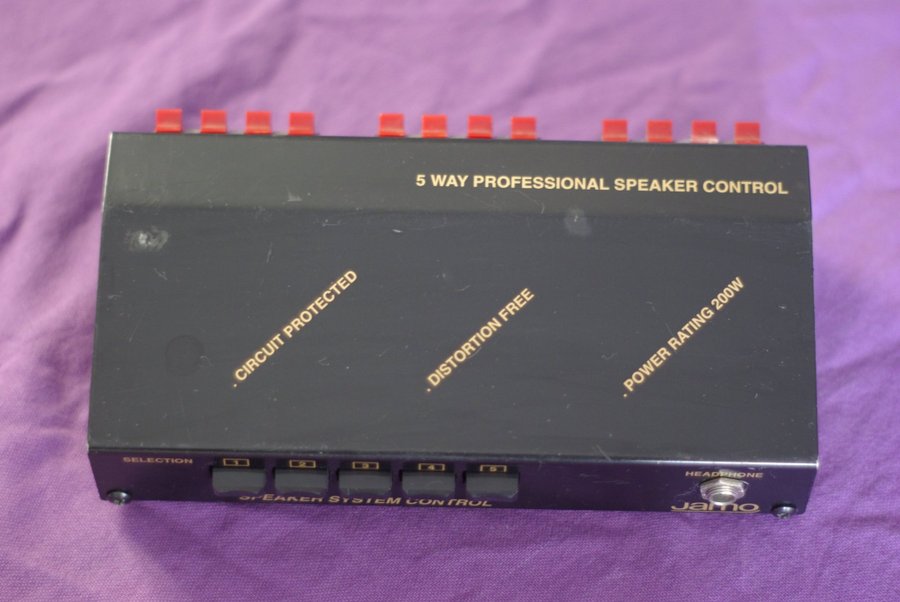 5 WAY PROFESSIONAL SPEAKER CONTROL
. CIRCUIT PROTECTED
. DISTORTION FREE
. POWER RATING 200W
SELECTION 1 2 3 4 5 HEADPHONE
SPEAKER SYSTEM CONTROL Jamo